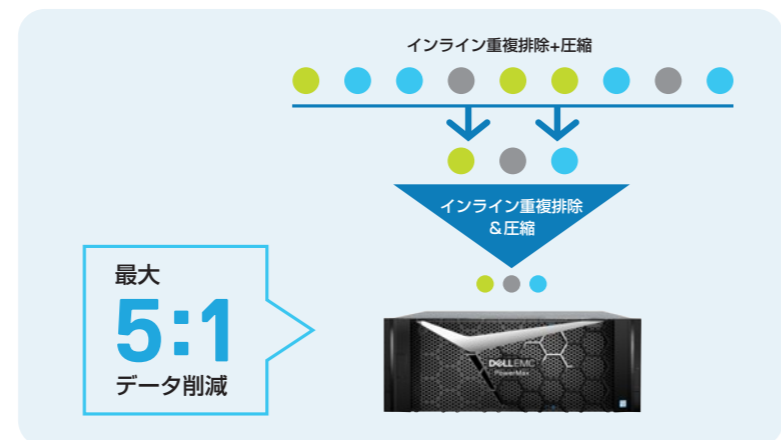 インライン重複排除+圧縮
インライン重複排除
&圧縮
最大
5:1
データ削減
DELLEMC
PowerMax